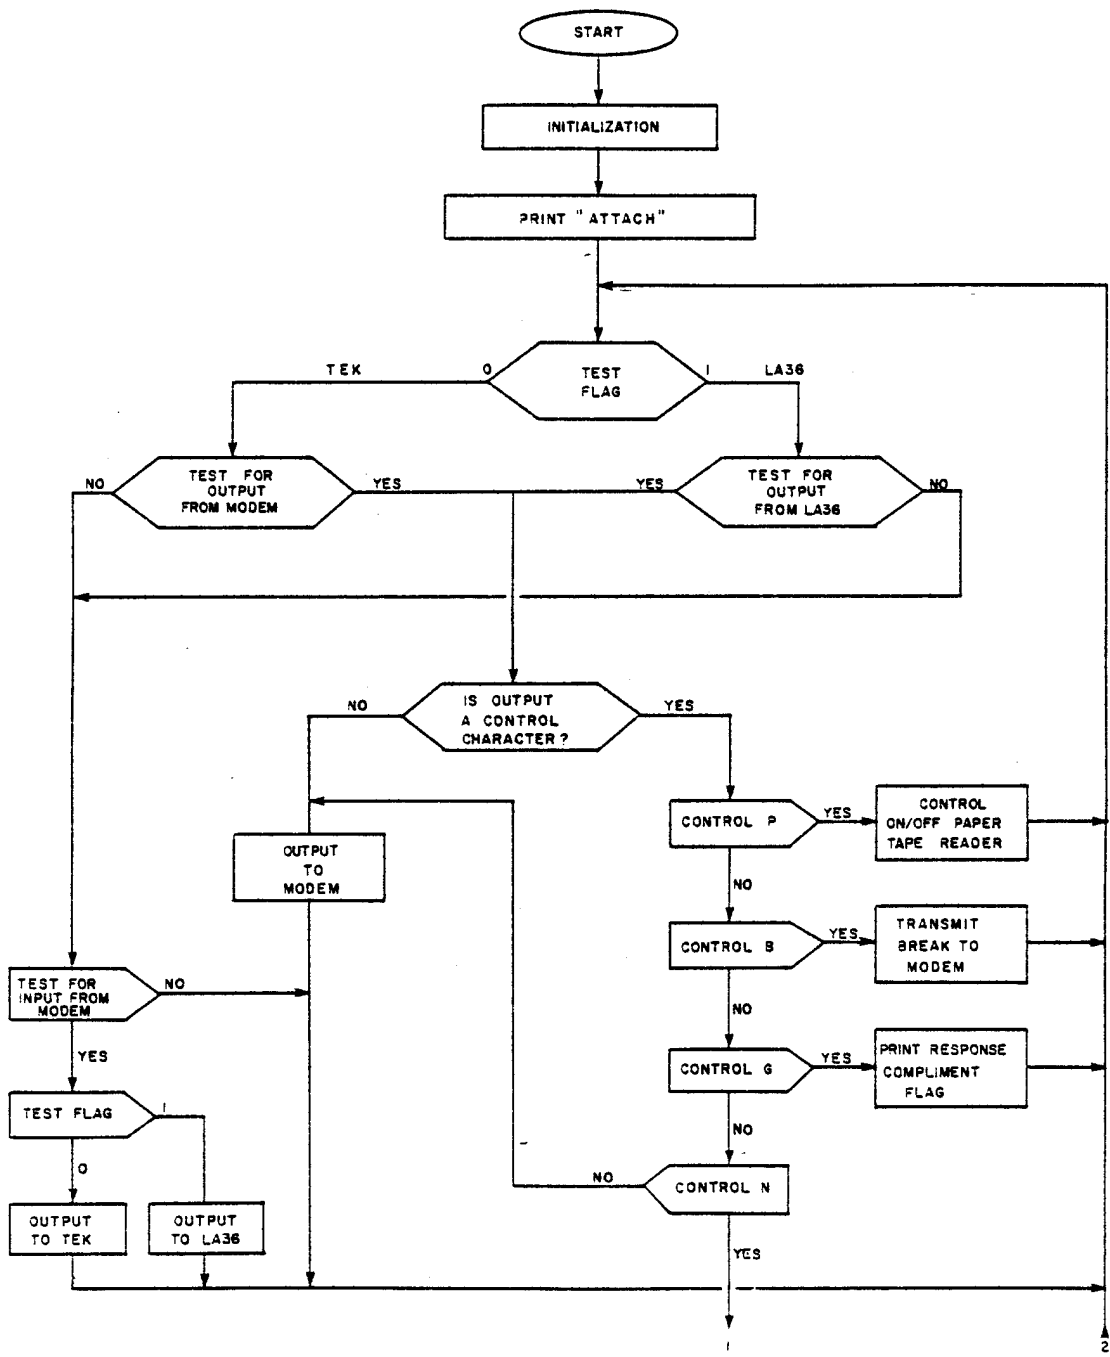 START
INITIALIZATION
PRINT "ATTACH"
TEK
0
TEST
FLAG
1
LA36
NO
TEST FOR
OUTPUT
FROM MODEM
YES
YES
TEST FOR
OUTPUT
FROM LA36
NO
NO
IS OUTPUT
A CONTROL
CHARACTER?
YES
CONTROL P
YES
CONTROL
ON/OFF PAPER
TAPE READER
OUTPUT
TO
MODEM
NO
CONTROL B
YES
TRANSMIT
BREAK TO
MODEM
TEST FOR
INPUT FROM
MODEM
NO
NO
YES
CONTROL G
YES
PRINT RESPONSE
COMPLIMENT
FLAG
TEST FLAG
1
NO
0
NO
CONTROL N
OUTPUT
TO TEK
OUTPUT
TO LA36
YES
1
2